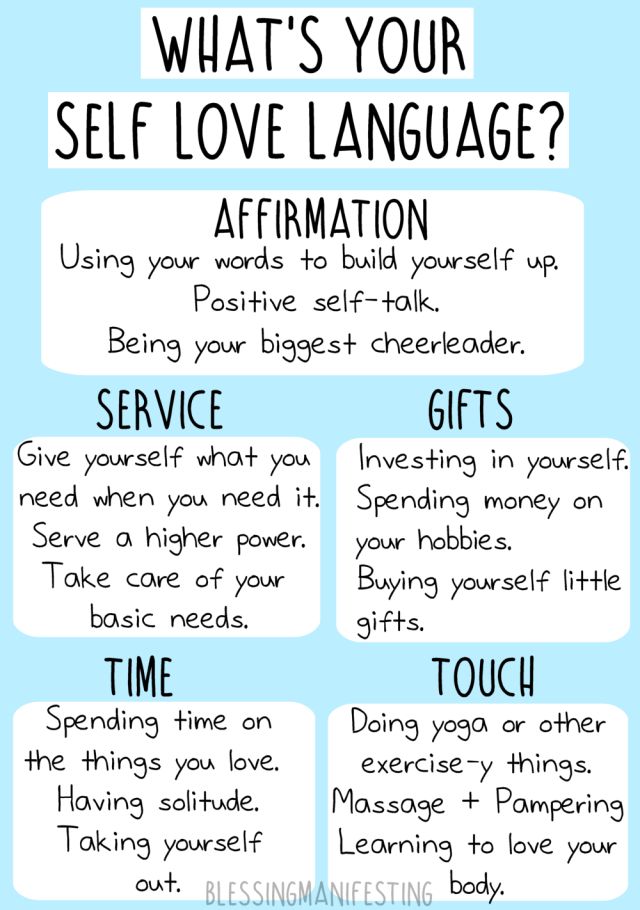 WHAT'S YOUR
SELF LOVE LANGUAGE?
AFFIRMATION
Using your words to build yourself up.
Positive self-talk.
Being your biggest cheerleader.
SERVICE
Give yourself what you
need when you need it.
Serve a higher power.
Take care of your
basic needs.
GIFTS
Investing in yourself.
Spending money on
your hobbies.
Buying yourself little
gifts.
TIME
Spending time on
the things you love.
Having solitude.
Taking yourself
out.
TOUCH
Doing yoga or other
exercise-y things.
Massage + Pampering
Learning to love your
body.
BLESSINGMANIFESTING